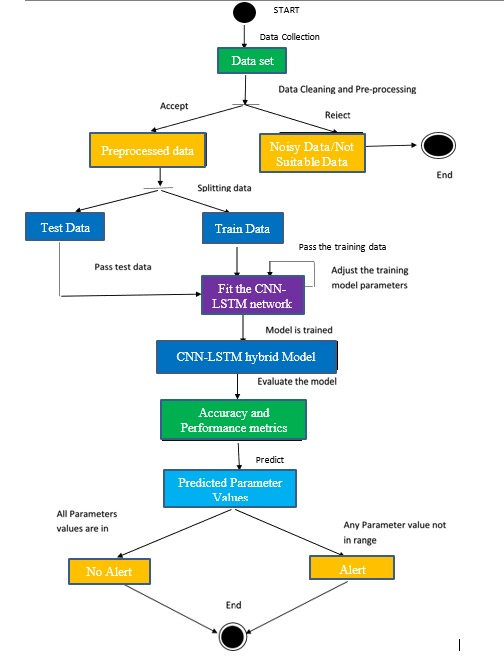 START
Data Collection
Data set
Data Cleaning and Pre-processing
Accept
Reject
Preprocessed data
Noisy Data/Not
Suitable Data
End
Splitting data
Test Data
Train Data
Pass the training data
Pass test data
Adjust the training
model parameters
Fit the CNN-
LSTM network
Model is trained
CNN-LSTM hybrid Model
Evaluate the model
Accuracy and
Performance metrics
Predict
Predicted Parameter
Values
All Parameters
values are in
Any Parameter value not
in range
No Alert
Alert
End